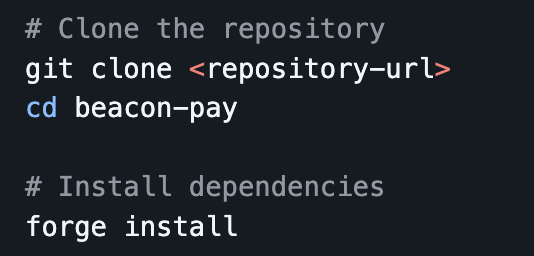 # Clone the repository
git clone <repository-url>
cd beacon-pay
# Install dependencies
forge install